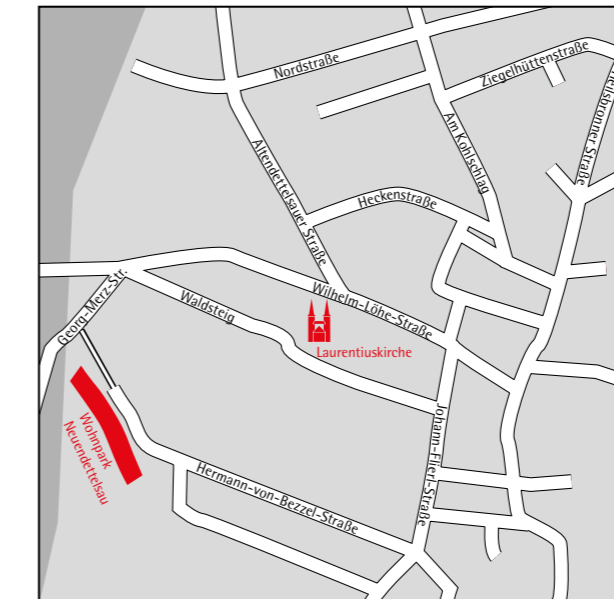 Nordstraße
Ziegelhüttenstraße
Altendettelsauer Straße
Am Kohlschlag
Heckenstraße
Georg-Merz-Str.
Waldsteig
Wilhelm-Löhe-Straße
Laurentiuskirche
Wohnpark
Neuendettelsau
Johann-Flierl-Straße
Hermann-von-Bezzel-Straße
Straße